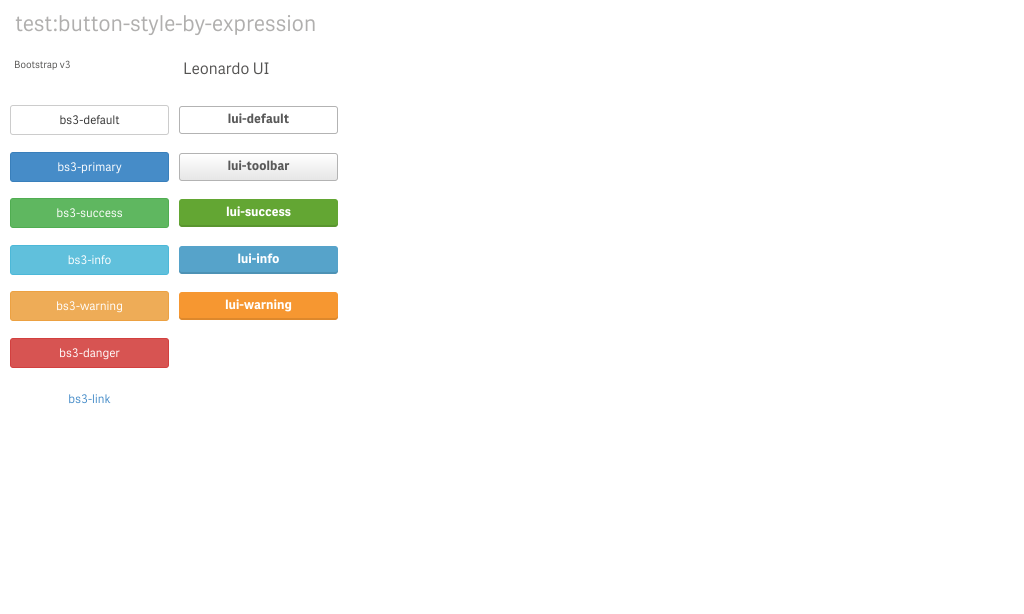 test:button-style-by-expression
Bootstrap v3
Leonardo UI
bs3-default
lui-default
bs3-primary
lui-toolbar
bs3-success
lui-success
bs3-info
lui-info
bs3-warning
lui-warning
bs3-danger
bs3-link